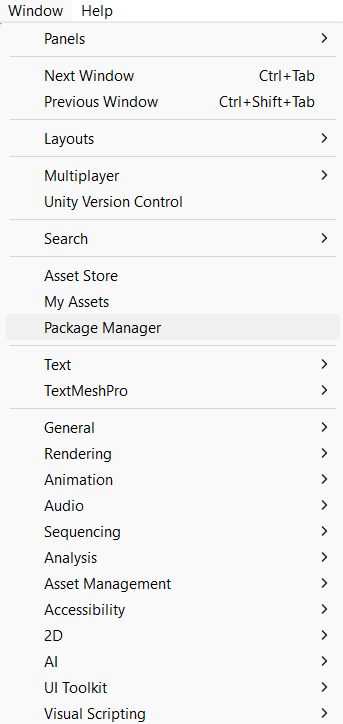 Window Help
Panels
Next Window Ctrl+Tab
Previous Window Ctrl+Shift+Tab
Layouts
Multiplayer
Unity Version Control
Search
Asset Store
My Assets
Package Manager
Text
TextMeshPro
General
Rendering
Animation
Audio
Sequencing
Analysis
Asset Management
Accessibility
2D
AI
UI Toolkit
Visual Scripting